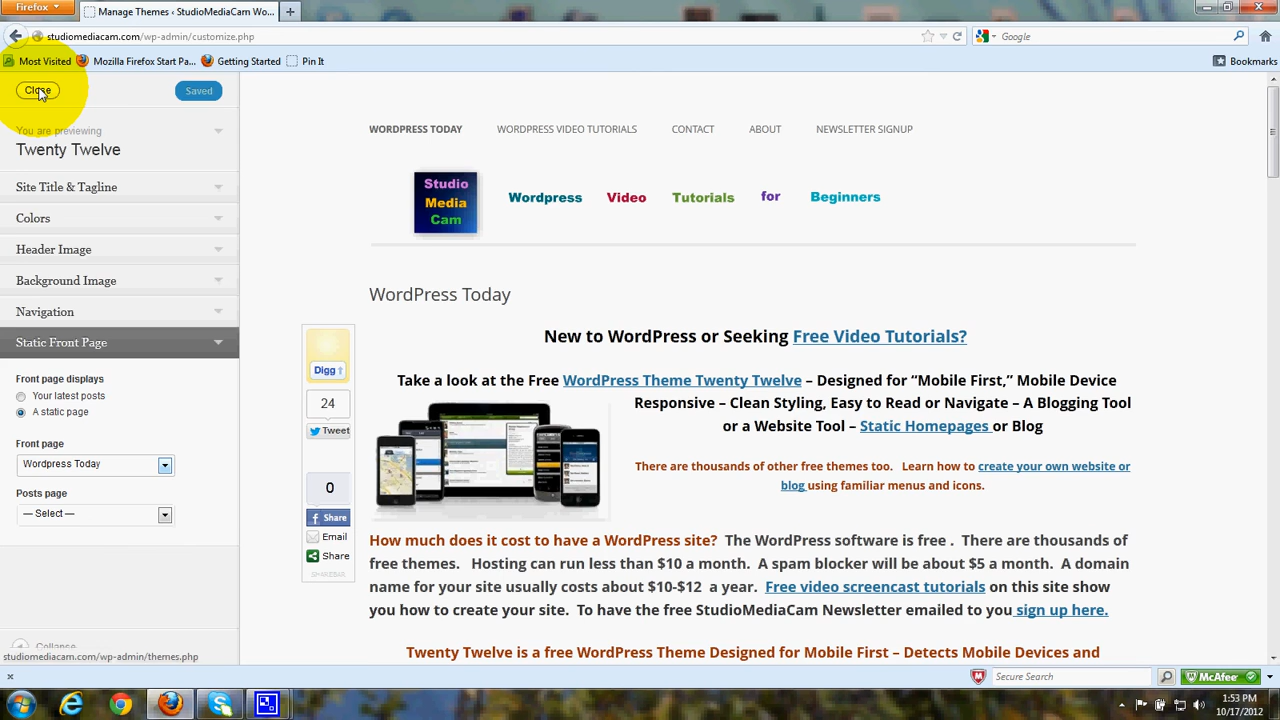 Firefox
Manage Themes ‹ StudioMediaCam Wo...
studiomediacam.com/wp-admin/customize.php
Google
Most Visited
Mozilla Firefox Start Pa...
Getting Started
Pin It
Bookmarks
Close
Saved
You are previewing
Twenty Twelve
Site Title & Tagline
Colors
Header Image
Background Image
Navigation
Static Front Page
Front page displays
Your latest posts
A static page
Front page
Wordpress Today
Posts page
— Select —
Collapse
studiomediacam.com/wp-admin/themes.php
WORDPRESS TODAY
WORDPRESS VIDEO TUTORIALS
CONTACT
ABOUT
NEWSLETTER SIGNUP
Studio
Media
Cam
Wordpress Video Tutorials for Beginners
WordPress Today
New to WordPress or Seeking Free Video Tutorials?
Take a look at the Free WordPress Theme Twenty Twelve – Designed for “Mobile First,” Mobile Device
Responsive – Clean Styling, Easy to Read or Navigate – A Blogging Tool
or a Website Tool – Static Homepages or Blog
There are thousands of other free themes too. Learn how to create your own website or
blog using familiar menus and icons.
Digg
24
Tweet
0
Share
Email
Share
SHAREBAR
How much does it cost to have a WordPress site? The WordPress software is free . There are thousands of
free themes. Hosting can run less than $10 a month. A spam blocker will be about $5 a month. A domain
name for your site usually costs about $10-$12 a year. Free video screencast tutorials on this site show
you how to create your site. To have the free StudioMediaCam Newsletter emailed to you sign up here.
Twenty Twelve is a free WordPress Theme Designed for Mobile First – Detects Mobile Devices and
Secure Search
McAfee
1:53 PM
10/17/2012